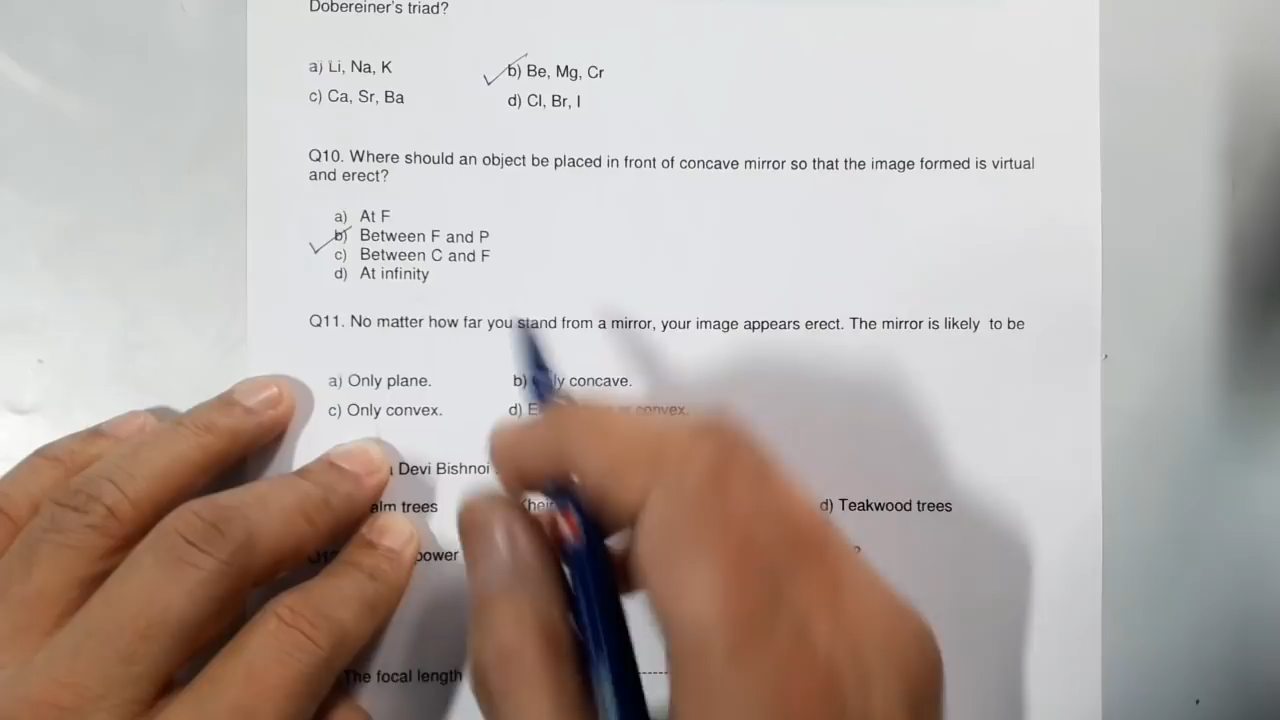 Dobereiner's triad?
a) Li, Na, K b) Be, Mg, Cr
c) Ca, Sr, Ba d) Cl, Br, I
Q10. Where should an object be placed in front of concave mirror so that the image formed is virtual
and erect?
a) At F
b) Between F and P
c) Between C and F
d) At infinity
Q11. No matter how far you stand from a mirror, your image appears erect. The mirror is likely to be
a) Only plane. b) concave.
c) Only convex. d) convex.
Devi Bishnoi
trees d) Teakwood trees
power ?
The focal length